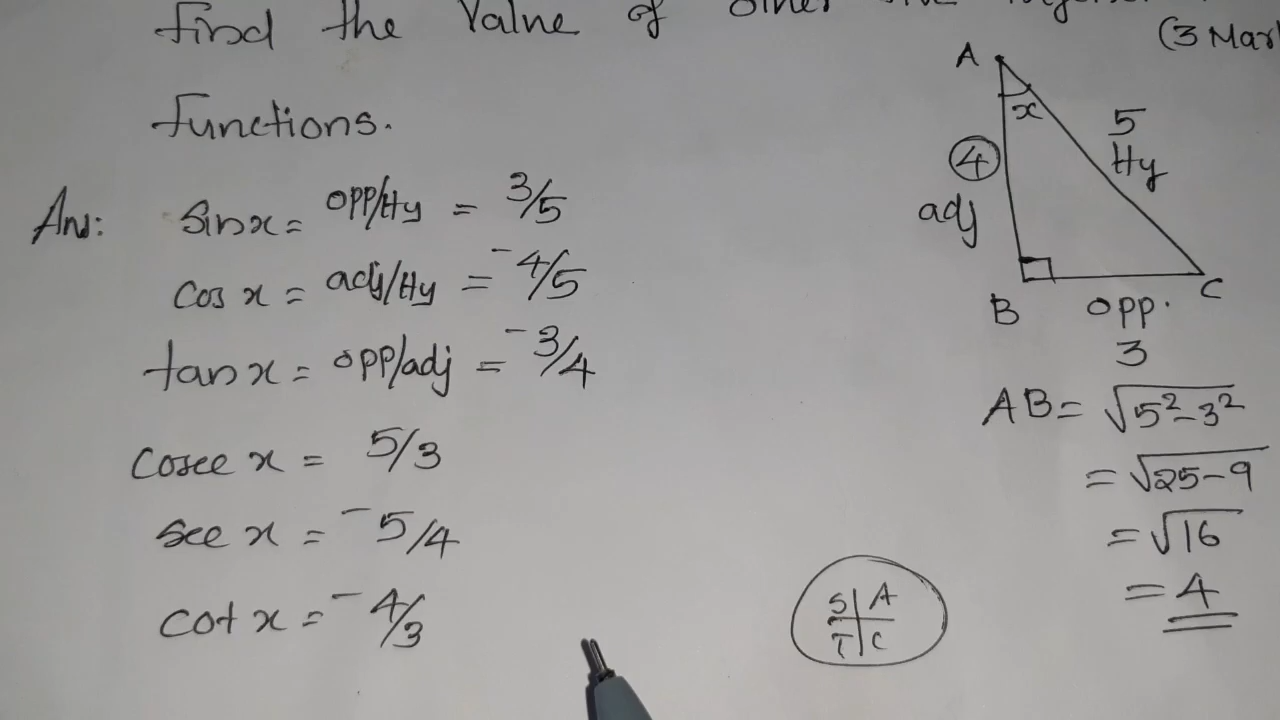 Find the Value of other
(3 Mar
functions.
Ans: Sin x = opp/Hy = 3/5
Cos x = adj/Hy = -4/5
tan x = opp/adj = -3/4
Cosec x = 5/3
sec x = -5/4
cot x = -4/3
A
x
5
Hy
4
adj
B
C
opp.
3
AB = √5²-3²
= √25-9
= √16
= 4
S A
T C